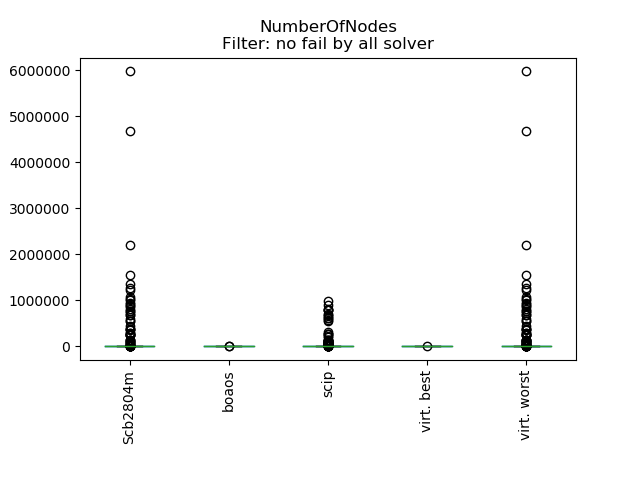 NumberOfNodes
Filter: no fail by all solver
6000000
5000000
4000000
3000000
2000000
1000000
0
Scb2804m
boaos
scip
virt. best
virt. worst